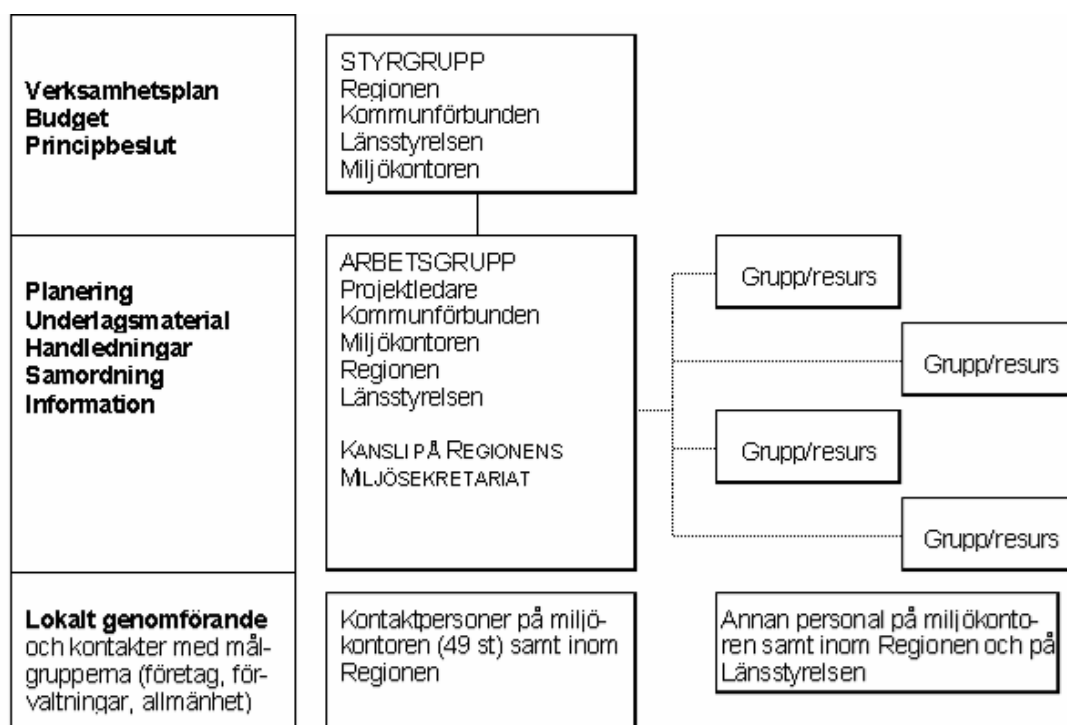 Verksamhetsplan
Budget
Principbeslut
STYRGRUPP
Regionen
Kommunförbunden
Länsstyrelsen
Miljökontoren
Planering
Underlagsmaterial
Handledningar
Samordning
Information
ARBETSGRUPP
Projektledare
Kommunförbunden
Miljökontoren
Regionen
Länsstyrelsen
KANSLI PÅ REGIONENS
MILJÖSEKRETARIAT
Grupp/resurs
Grupp/resurs
Grupp/resurs
Grupp/resurs
Lokalt genomförande
och kontakter med mål-
grupperna (företag, för-
valtningar, allmänhet)
Kontaktpersoner på miljö-
kontoren (49 st) samt inom
Regionen
Annan personal på miljökonto-
ren samt inom Regionen och på
Länsstyrelsen